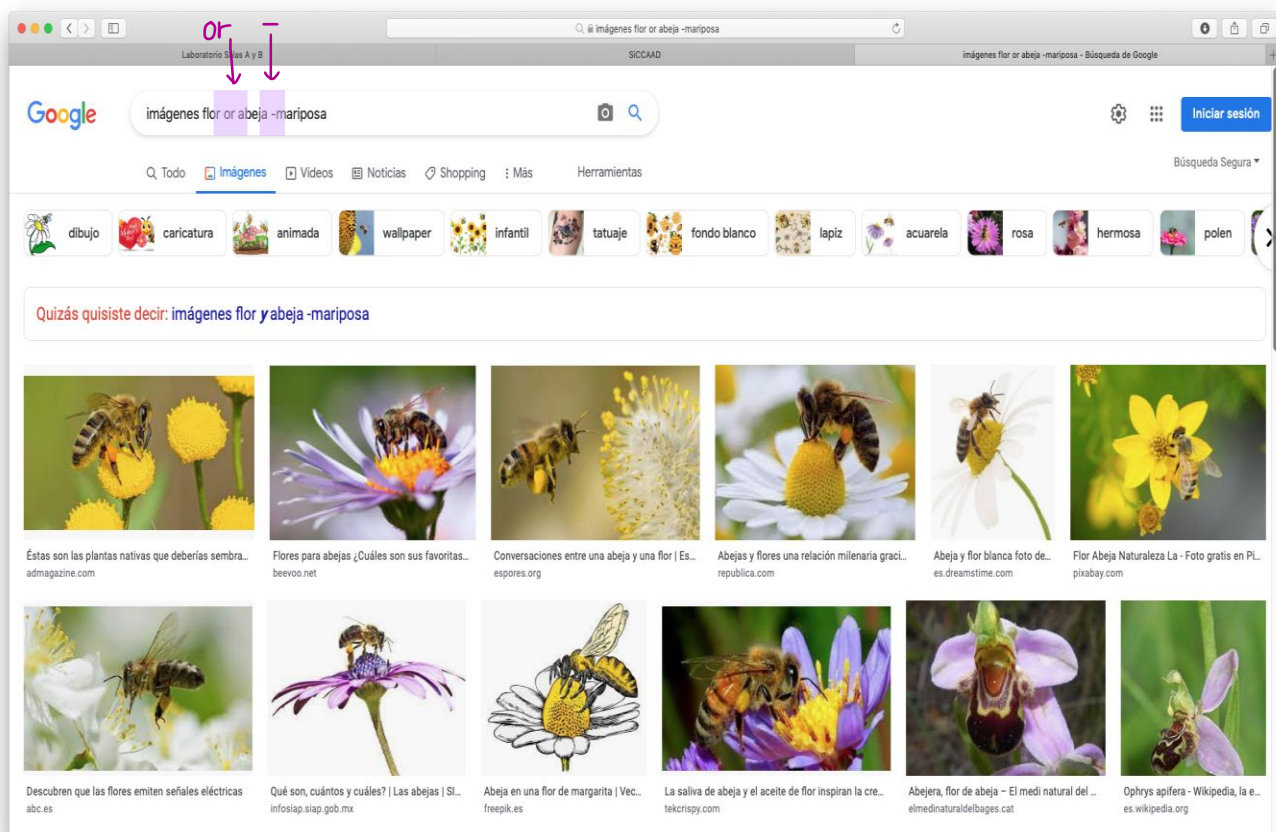 imágenes flor or abeja -mariposa
Laboratorio Salas A y B
SiCCAAD
imágenes flor or abeja -mariposa - Búsqueda de Google
or –
Google
imágenes flor or abeja -mariposa
Iniciar sesión
Todo Imágenes Videos Noticias Shopping Más Herramientas
Búsqueda Segura
dibujo caricatura animada wallpaper infantil tatuaje fondo blanco lapiz acuarela rosa hermosa polen
Quizás quisiste decir: imágenes flor y abeja -mariposa
Éstas son las plantas nativas que deberías sembra...
admagazine.com
Flores para abejas ¿Cuáles son sus favoritas...
beevoo.net
Conversaciones entre una abeja y una flor | Es...
espores.org
Abejas y flores una relación milenaria graci...
republica.com
Abeja y flor blanca foto de...
es.dreamstime.com
Flor Abeja Naturaleza La - Foto gratis en Pi...
pixabay.com
Descubren que las flores emiten señales eléctricas
abc.es
Qué son, cuántos y cuáles? | Las abejas | SI...
infosiap.siap.gob.mx
Abeja en una flor de margarita | Vec...
freepik.es
La saliva de abeja y el aceite de flor inspiran la cre...
tekcrispy.com
Abejera, flor de abeja – El medi natural del ...
elmedinaturaldelbages.cat
Ophrys apifera - Wikipedia, la e...
es.wikipedia.org